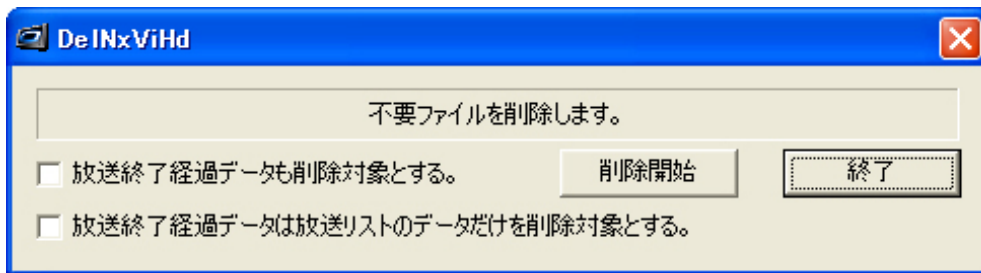 DelNxViHd
不要ファイルを削除します。
放送終了経過データも削除対象とする。 削除開始 終了
放送終了経過データは放送リストのデータだけを削除対象とする。